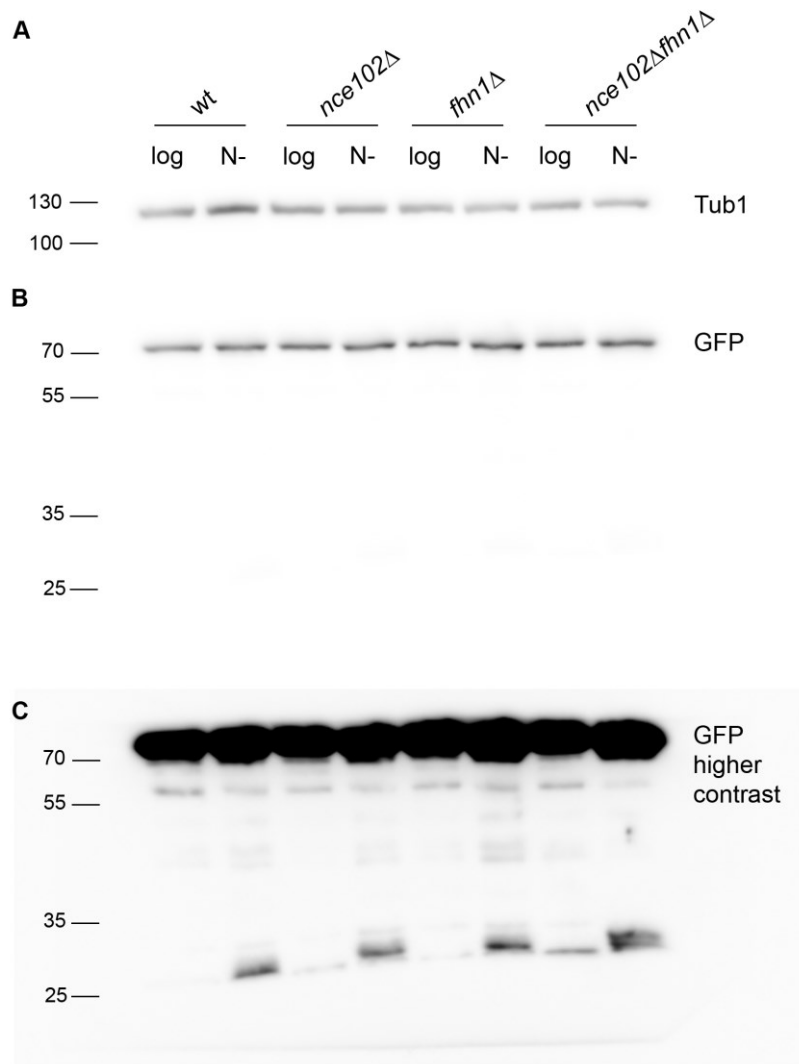 A
wt nce102Δ fhn1Δ nce102Δfhn1Δ
log N- log N- log N- log N-
130 Tub1
100
B
70 GFP
55
35
25
C
70 GFP
higher
55 contrast
35
25